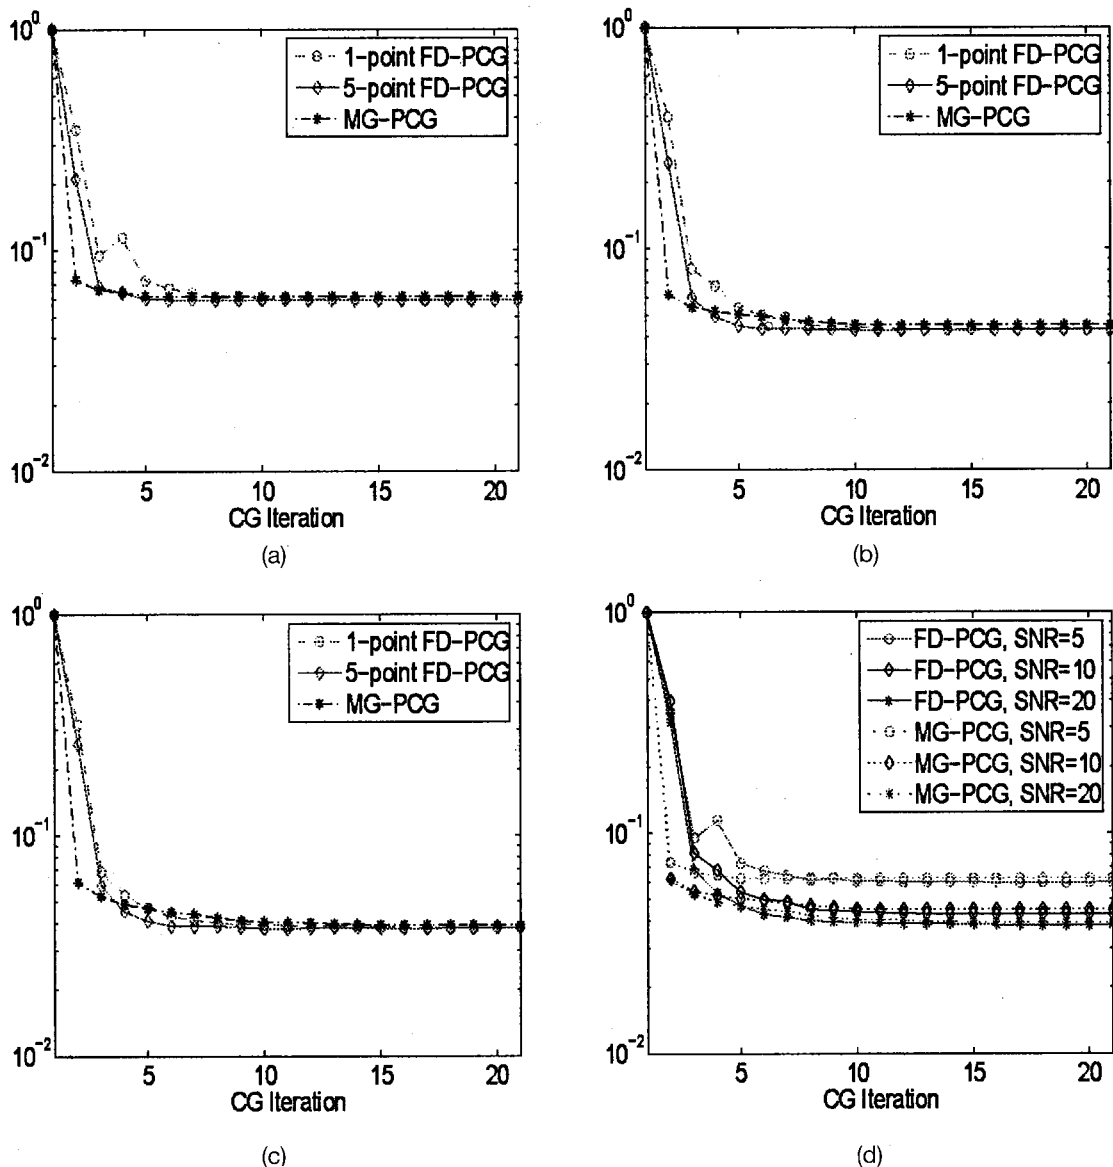 10^0
1-point FD-PCG
5-point FD-PCG
MG-PCG
10^-1
10^-2
5 10 15 20
CG Iteration
(a)
10^0
1-point FD-PCG
5-point FD-PCG
MG-PCG
10^-1
10^-2
5 10 15 20
CG Iteration
(b)
10^0
1-point FD-PCG
5-point FD-PCG
MG-PCG
10^-1
10^-2
5 10 15 20
CG Iteration
(c)
10^0
FD-PCG, SNR=5
FD-PCG, SNR=10
FD-PCG, SNR=20
MG-PCG, SNR=5
MG-PCG, SNR=10
MG-PCG, SNR=20
10^-1
10^-2
5 10 15 20
CG Iteration
(d)